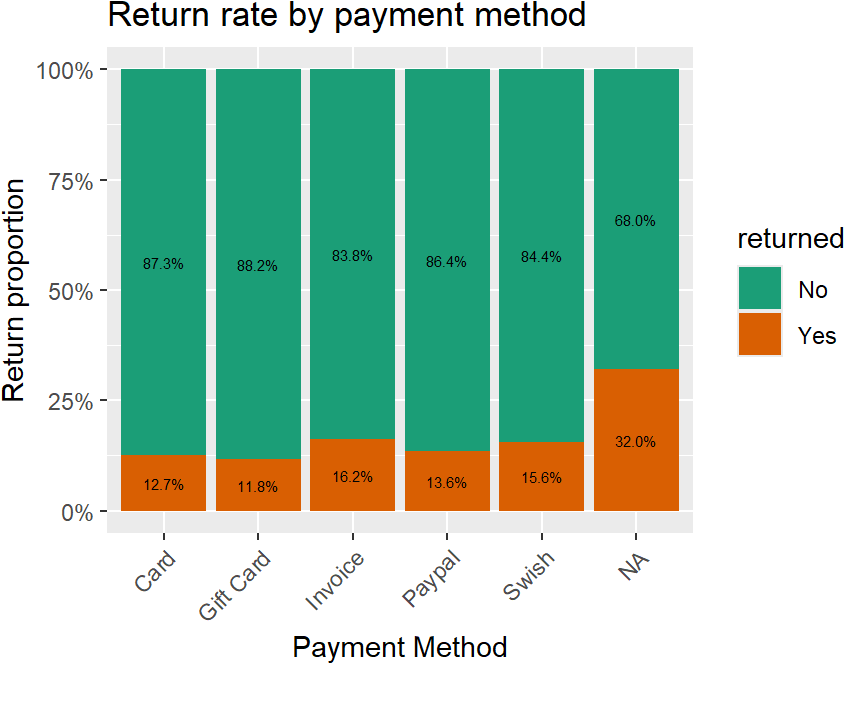 Return rate by payment method
100%
75%
50%
25%
0%
Return proportion
87.3%
88.2%
83.8%
86.4%
84.4%
68.0%
12.7%
11.8%
16.2%
13.6%
15.6%
32.0%
Card
Gift Card
Invoice
Paypal
Swish
NA
Payment Method
returned
No
Yes